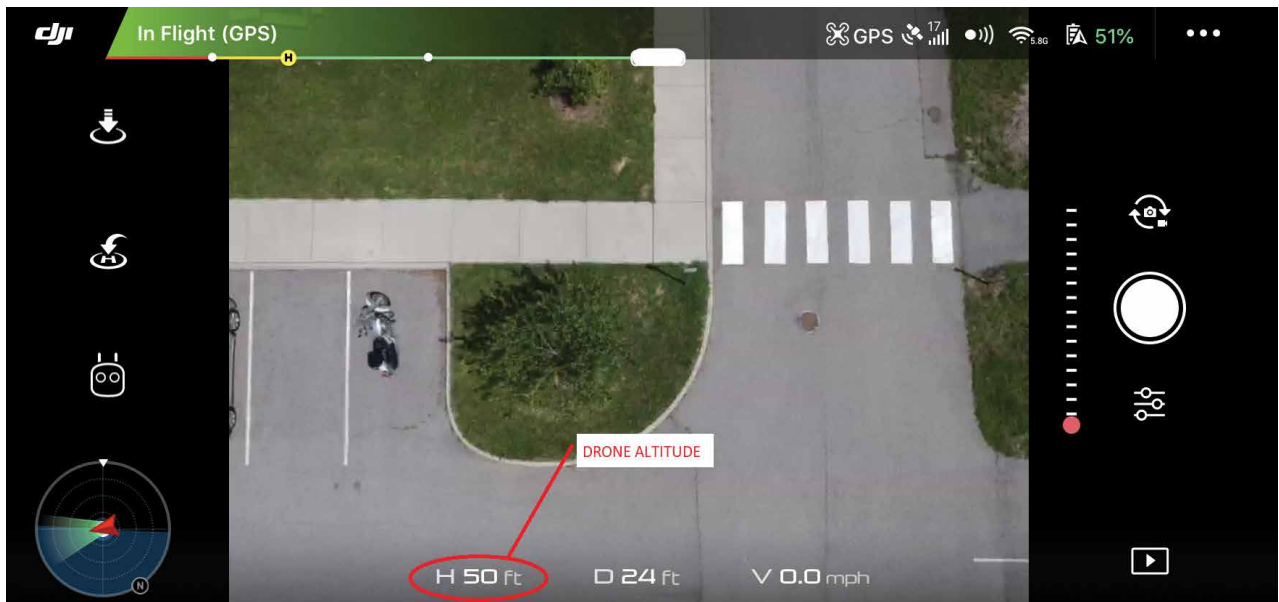 dji In Flight (GPS) GPS 17 5.8G 51%
H
DRONE ALTITUDE
N
H 50 ft D 24 ft V 0.0 mph